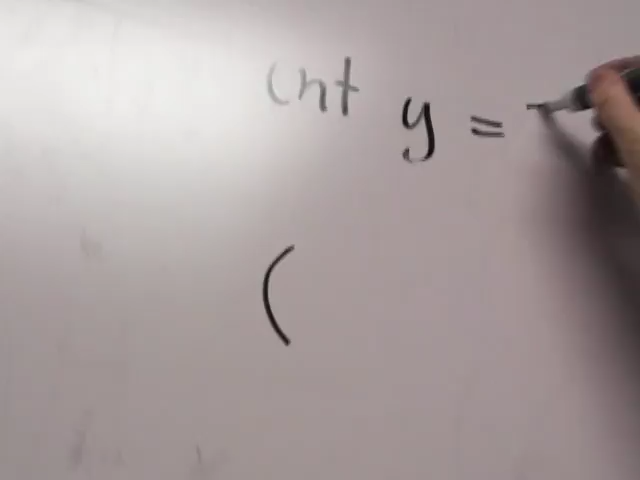 int y = -
(